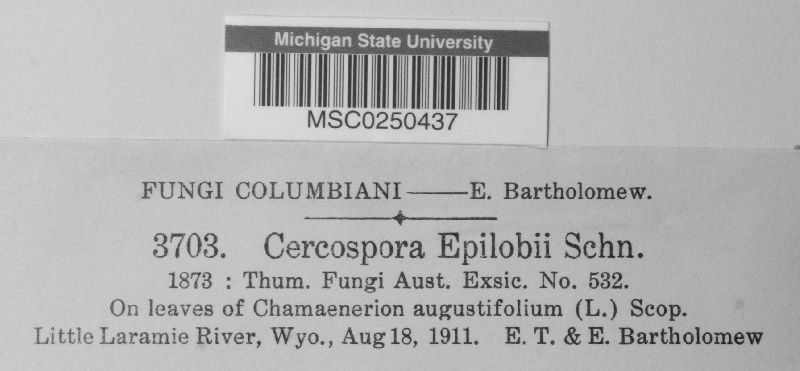 Michigan State University
MSC0250437
FUNGI COLUMBIANI——E. Bartholomew.
3703. Cercospora Epilobii Schn.
1873 : Thum. Fungi Aust. Exsic. No. 532.
On leaves of Chamaenerion augustifolium (L.) Scop.
Little Laramie River, Wyo., Aug 18, 1911. E. T. & E. Bartholomew